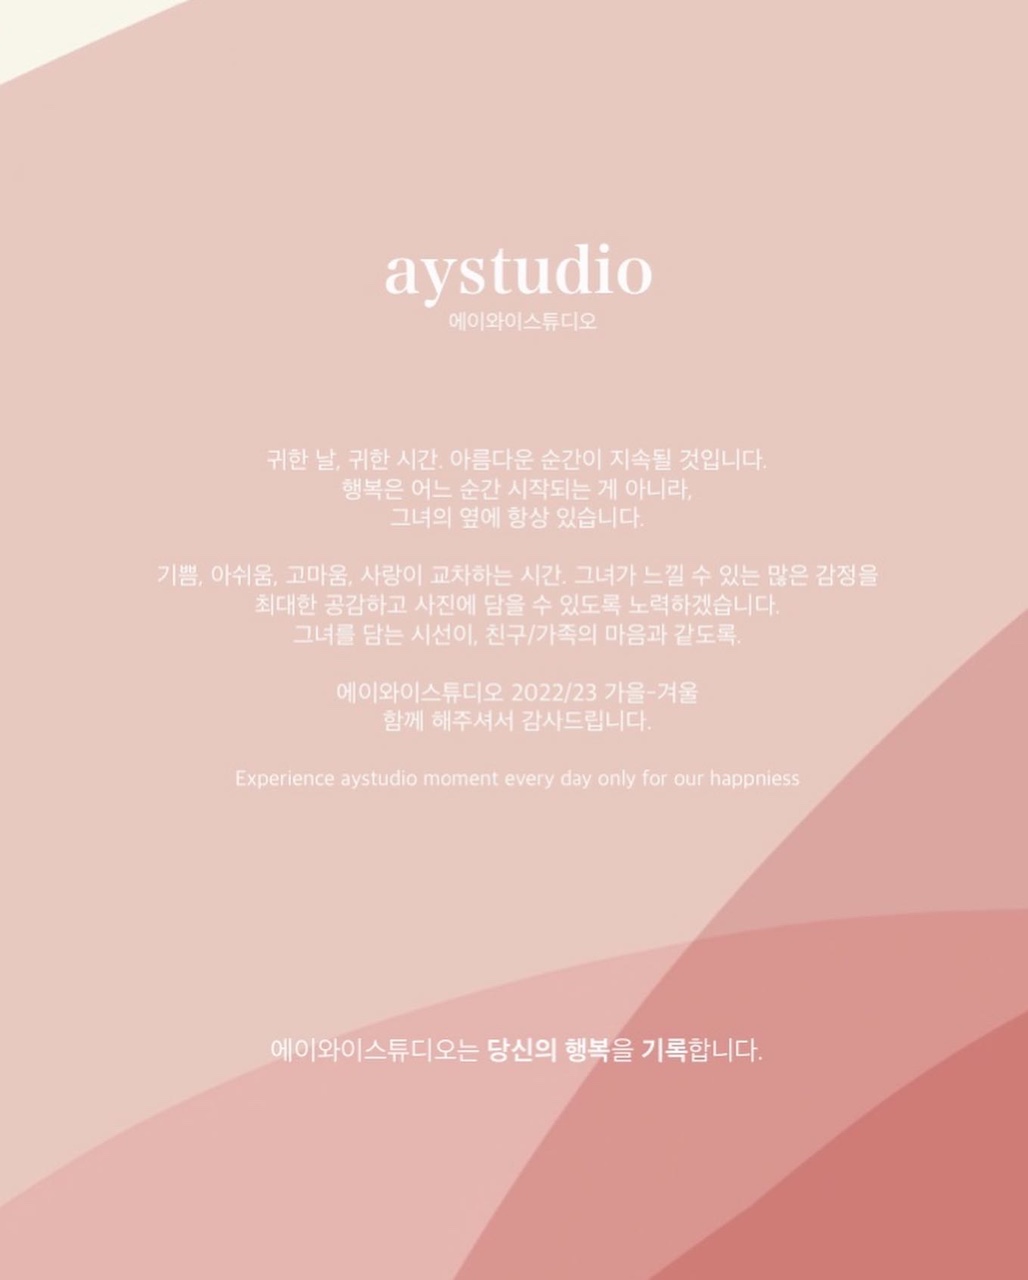 aystudio
에이와이스튜디오
귀한 날, 귀한 시간. 아름다운 순간이 지속될 것입니다.
행복은 어느 순간 시작되는 게 아니라,
그녀의 옆에 항상 있습니다.
기쁨, 아쉬움, 고마움, 사랑이 교차하는 시간. 그녀가 느낄 수 있는 많은 감정을
최대한 공감하고 사진에 담을 수 있도록 노력하겠습니다.
그녀를 담는 시선이, 친구/가족의 마음과 같도록.
에이와이스튜디오 2022/23 가을-겨울
함께 해주셔서 감사드립니다.
Experience aystudio moment every day only for our happniess
에이와이스튜디오는 당신의 행복을 기록합니다.